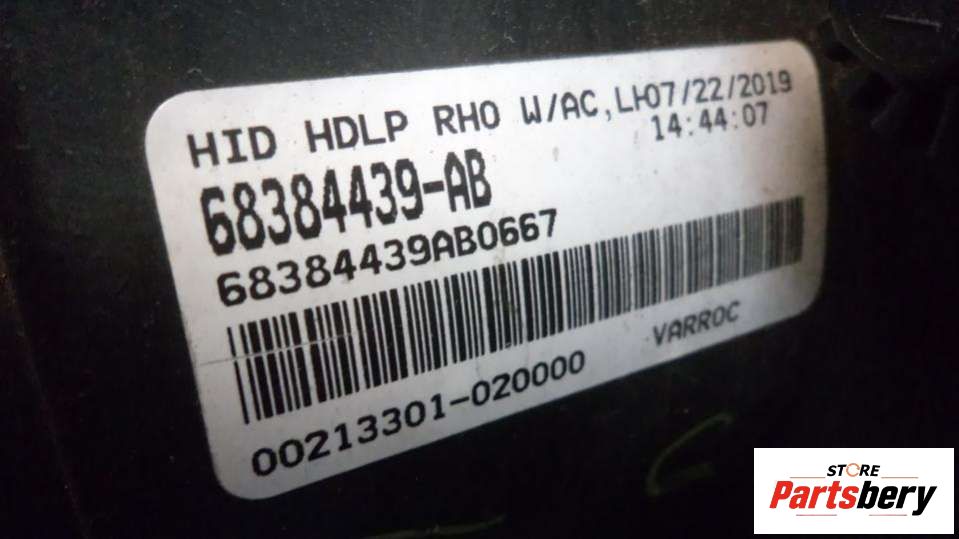 HID HDLP RHO W/AC,LH07/22/2019
14:44:07
68384439-AB
68384439AB0667
VARROC
00213301-020000
STORE
Partsbery